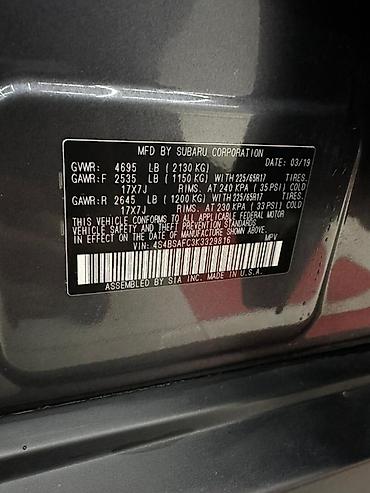 MFD BY SUBARU CORPORATION
GVWR: 4695 LB (2130 KG) DATE: 03/19
GAWR:F 2535 LB (1150 KG) WITH 225/65R17 TIRES,
17X7J RIMS, AT 240 KPA ( 35 PSI) COLD
GAWR:R 2645 LB (1200 KG) WITH 225/65R17 TIRES,
17X7J RIMS, AT 230 KPA ( 33 PSI) COLD
THIS VEHICLE CONFORMS TO ALL APPLICABLE FEDERAL MOTOR
VEHICLE SAFETY AND THEFT PREVENTION STANDARDS
IN EFFECT ON THE DATE OF MANUFACTURE SHOWN ABOVE.
VIN: 4S4BSAFC3K3329816 MPV
ASSEMBLED BY SIA INC. MADE IN U.S.A.